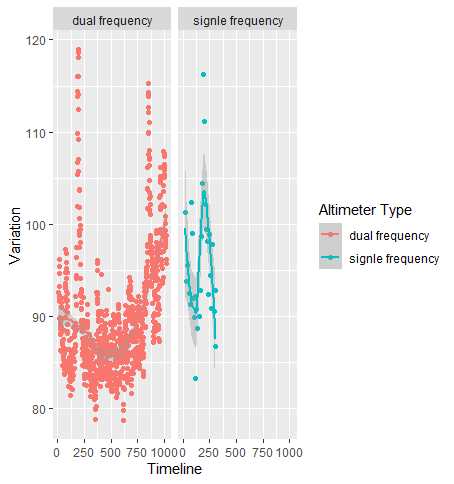 dual frequency signle frequency
120
110
100
90
80
Variation
0 250 500 750 1000 0 250 500 750 1000
Timeline
Altimeter Type
dual frequency
signle frequency